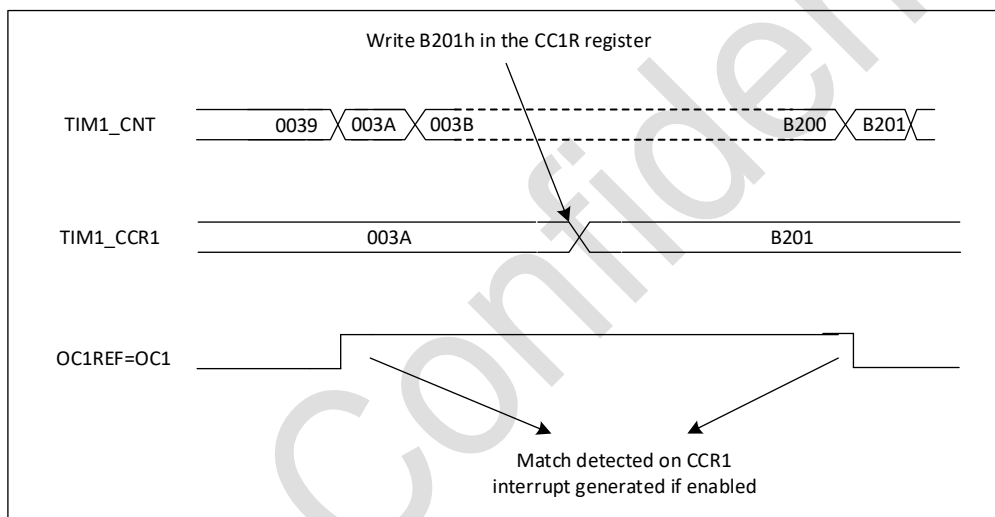 Write B201h in the CC1R register
TIM1_CNT
0039
003A
003B
B200
B201
TIM1_CCR1
003A
B201
OC1REF=OC1
Match detected on CCR1
interrupt generated if enabled
Confiden